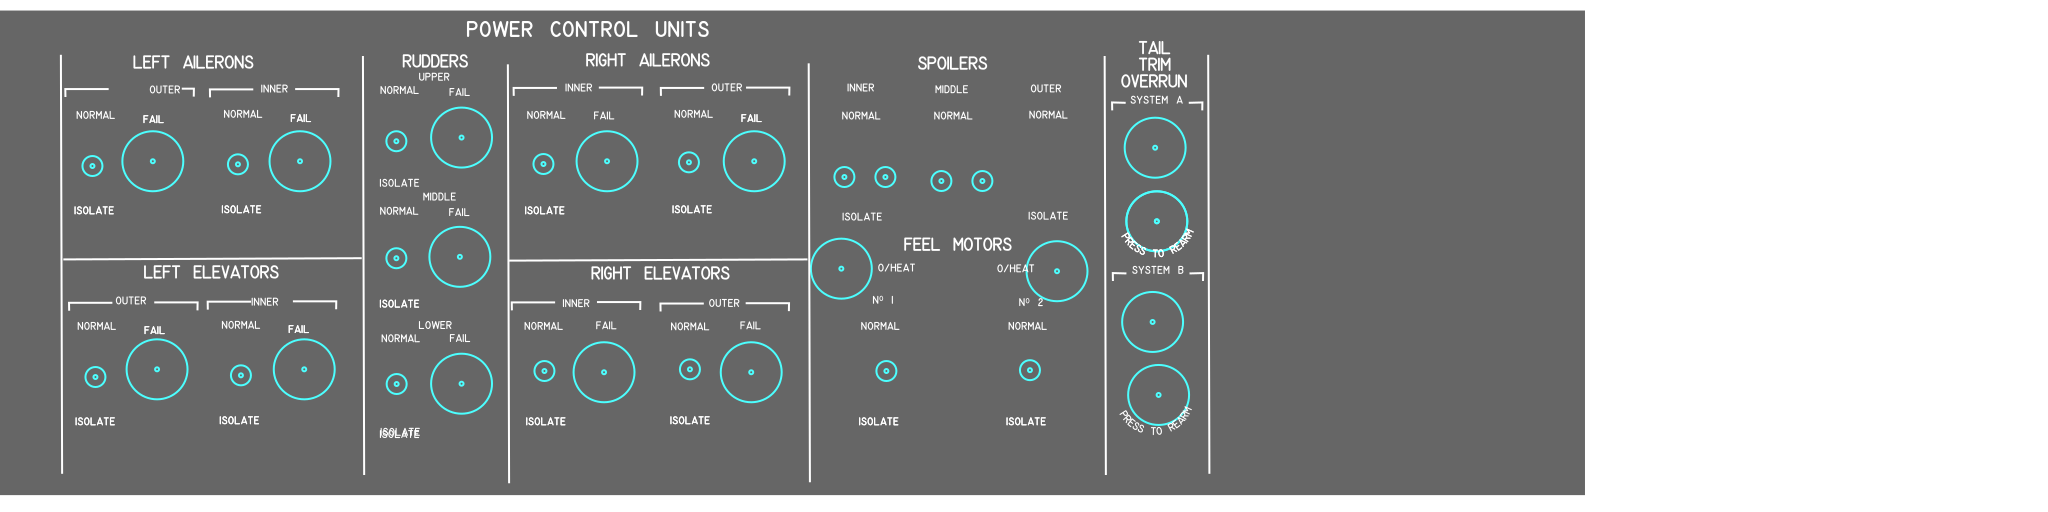 POWER CONTROL UNITS
LEFT AILERONS
OUTER
INNER
NORMAL
FAIL
NORMAL
FAIL
ISOLATE
ISOLATE
LEFT ELEVATORS
OUTER
INNER
NORMAL
FAIL
NORMAL
FAIL
ISOLATE
ISOLATE
RUDDERS
UPPER
NORMAL
FAIL
ISOLATE
MIDDLE
NORMAL
FAIL
ISOLATE
LOWER
NORMAL
FAIL
ISOLATE
ISOLATE
RIGHT AILERONS
INNER
OUTER
NORMAL
FAIL
NORMAL
FAIL
ISOLATE
ISOLATE
RIGHT ELEVATORS
INNER
OUTER
NORMAL
FAIL
NORMAL
FAIL
ISOLATE
ISOLATE
SPOILERS
INNER
MIDDLE
OUTER
NORMAL
NORMAL
NORMAL
ISOLATE
ISOLATE
FEEL MOTORS
O/HEAT
O/HEAT
Nº 1
Nº 2
NORMAL
NORMAL
ISOLATE
ISOLATE
TAIL
TRIM
OVERRUN
SYSTEM A
PRESS TO REARM
SYSTEM B
PRESS TO REARM